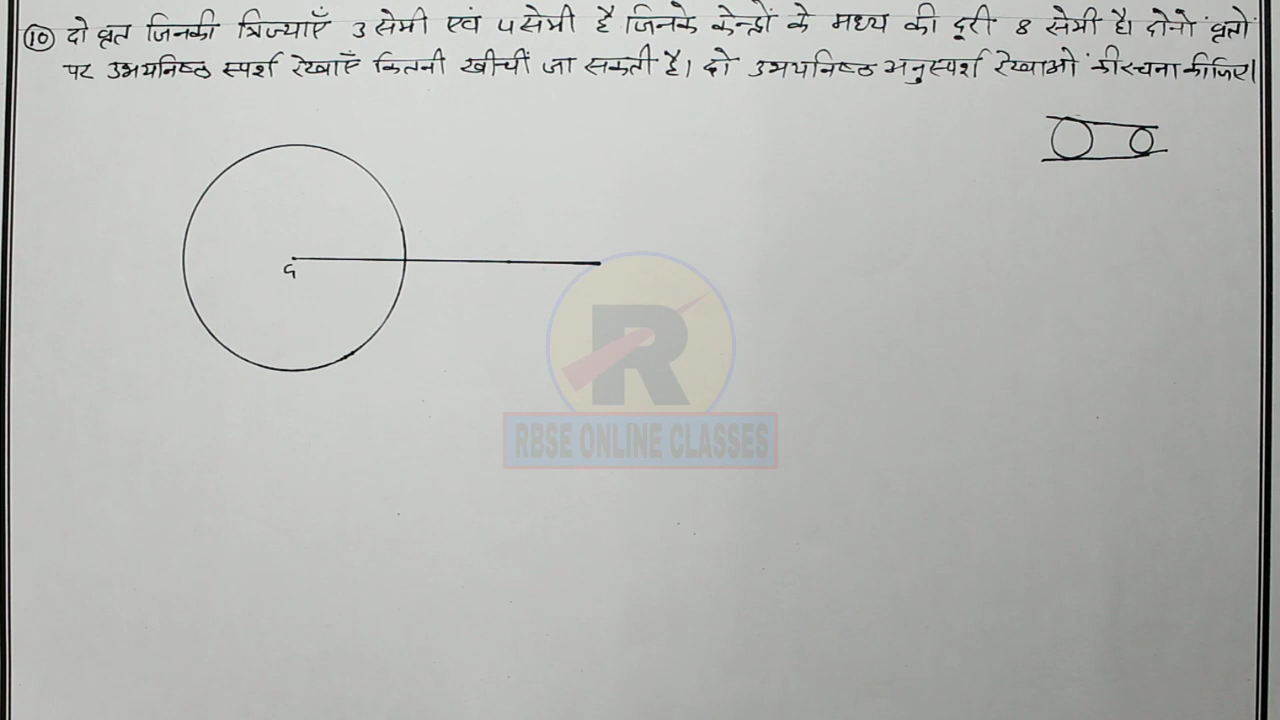 ⑩ दो वृत जिनकी त्रिज्याएँ 3 सेमी एवं 4 सेमी है जिनके केन्द्रों के मध्य की दूरी 8 सेमी है। दोनों वृतों
पर उभयनिष्ठ स्पर्श रेखाएँ कितनी खींचीं जा सकती है। दो उभयनिष्ठ अनुस्पर्श रेखाओं की रचना कीजिए।
R
RBSE ONLINE CLASSES